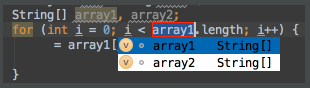 String[] array1, array2;
for (int i = 0; i < array1.length; i++) {
= array1[
v array1 String[]
v array2 String[]
}